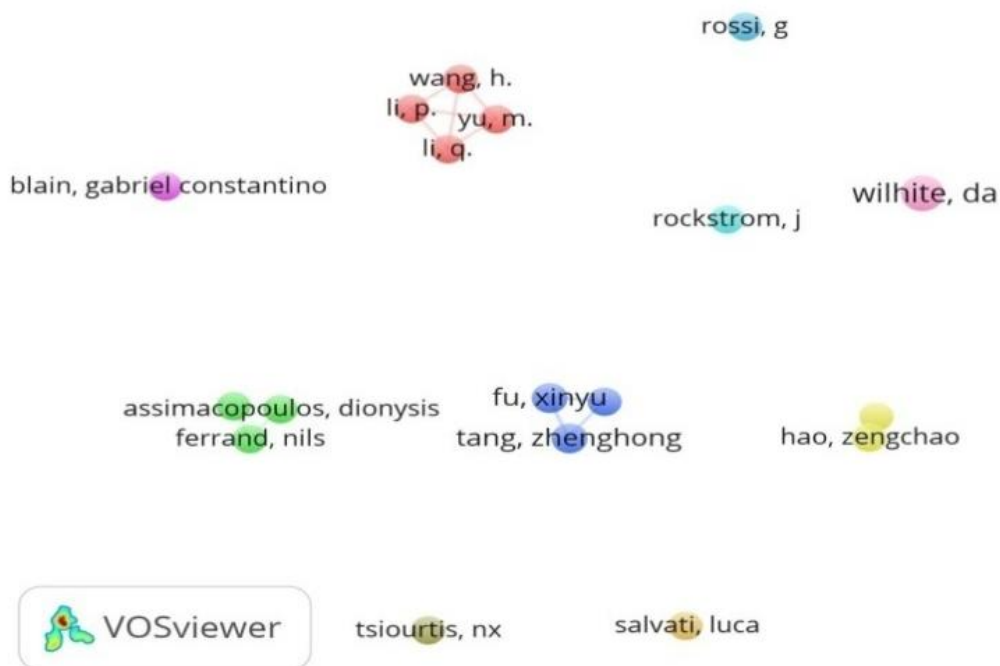 rossi, g
wang, h.
li, p.
yu, m.
li, q.
blain, gabriel constantino
wilhite, da
rockstrom, j
assimacopoulos, dionysis
ferrand, nils
fu, xinyu
tang, zhenghong
hao, zengchao
VOSviewer
tsiourtis, nx
salvati, luca